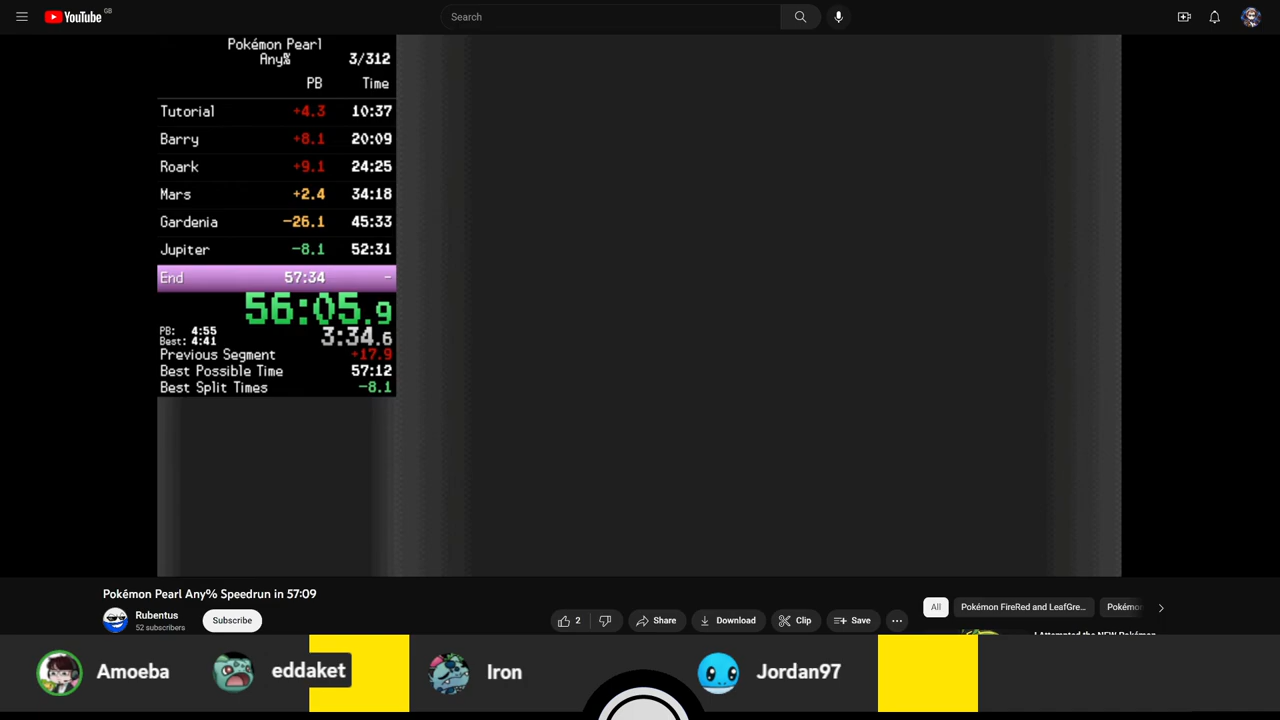 YouTube GB
Search
Pokémon Pearl
Any% 3/312
PB Time
Tutorial +4.3 10:37
Barry +8.1 20:09
Roark +9.1 24:25
Mars +2.4 34:18
Gardenia -26.1 45:33
Jupiter -8.1 52:31
End 57:34 -
56:05.9
PB: 4:55
Best: 4:41
3:34.6
Previous Segment +17.9
Best Possible Time 57:12
Best Split Times -8.1
Pokémon Pearl Any% Speedrun in 57:09
Rubentus
52 subscribers
Subscribe
2
Share
Download
Clip
Save
All
Pokémon FireRed and LeafGre...
I Attempted the NEW Pokémon
Amoeba
eddaket
Iron
Jordan97